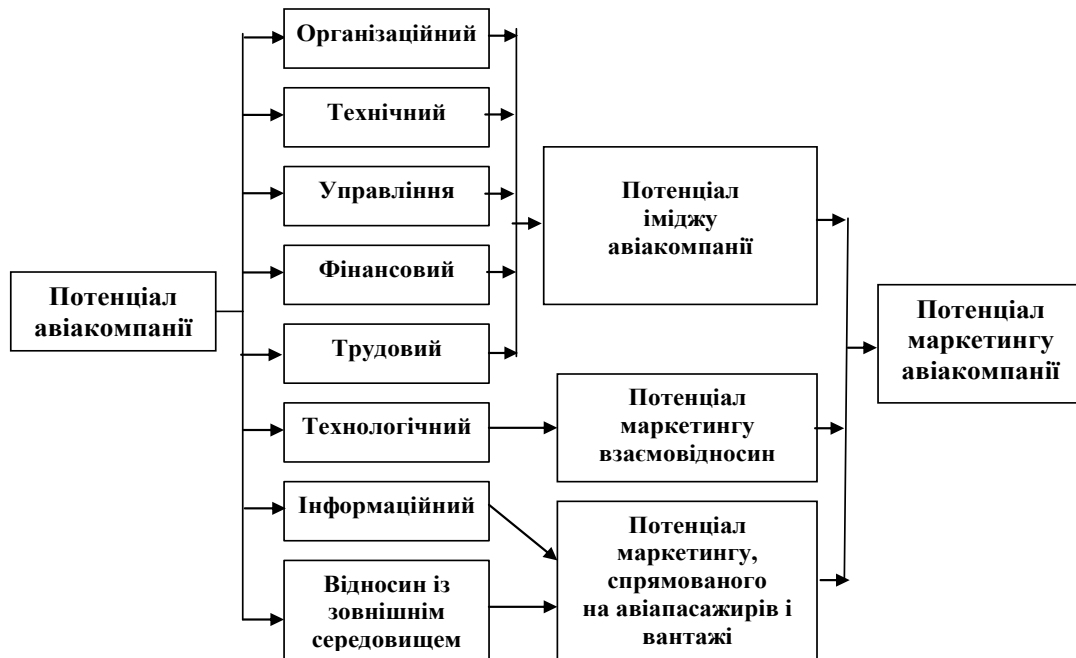 Потенціал
авіакомпанії
Організаційний
Технічний
Управління
Фінансовий
Трудовий
Технологічний
Інформаційний
Відносин із
зовнішнім
середовищем
Потенціал
іміджу
авіакомпанії
Потенціал
маркетингу
взаємовідносин
Потенціал
маркетингу,
спрямованого
на авіапасажирів і
вантажі
Потенціал
маркетингу
авіакомпанії